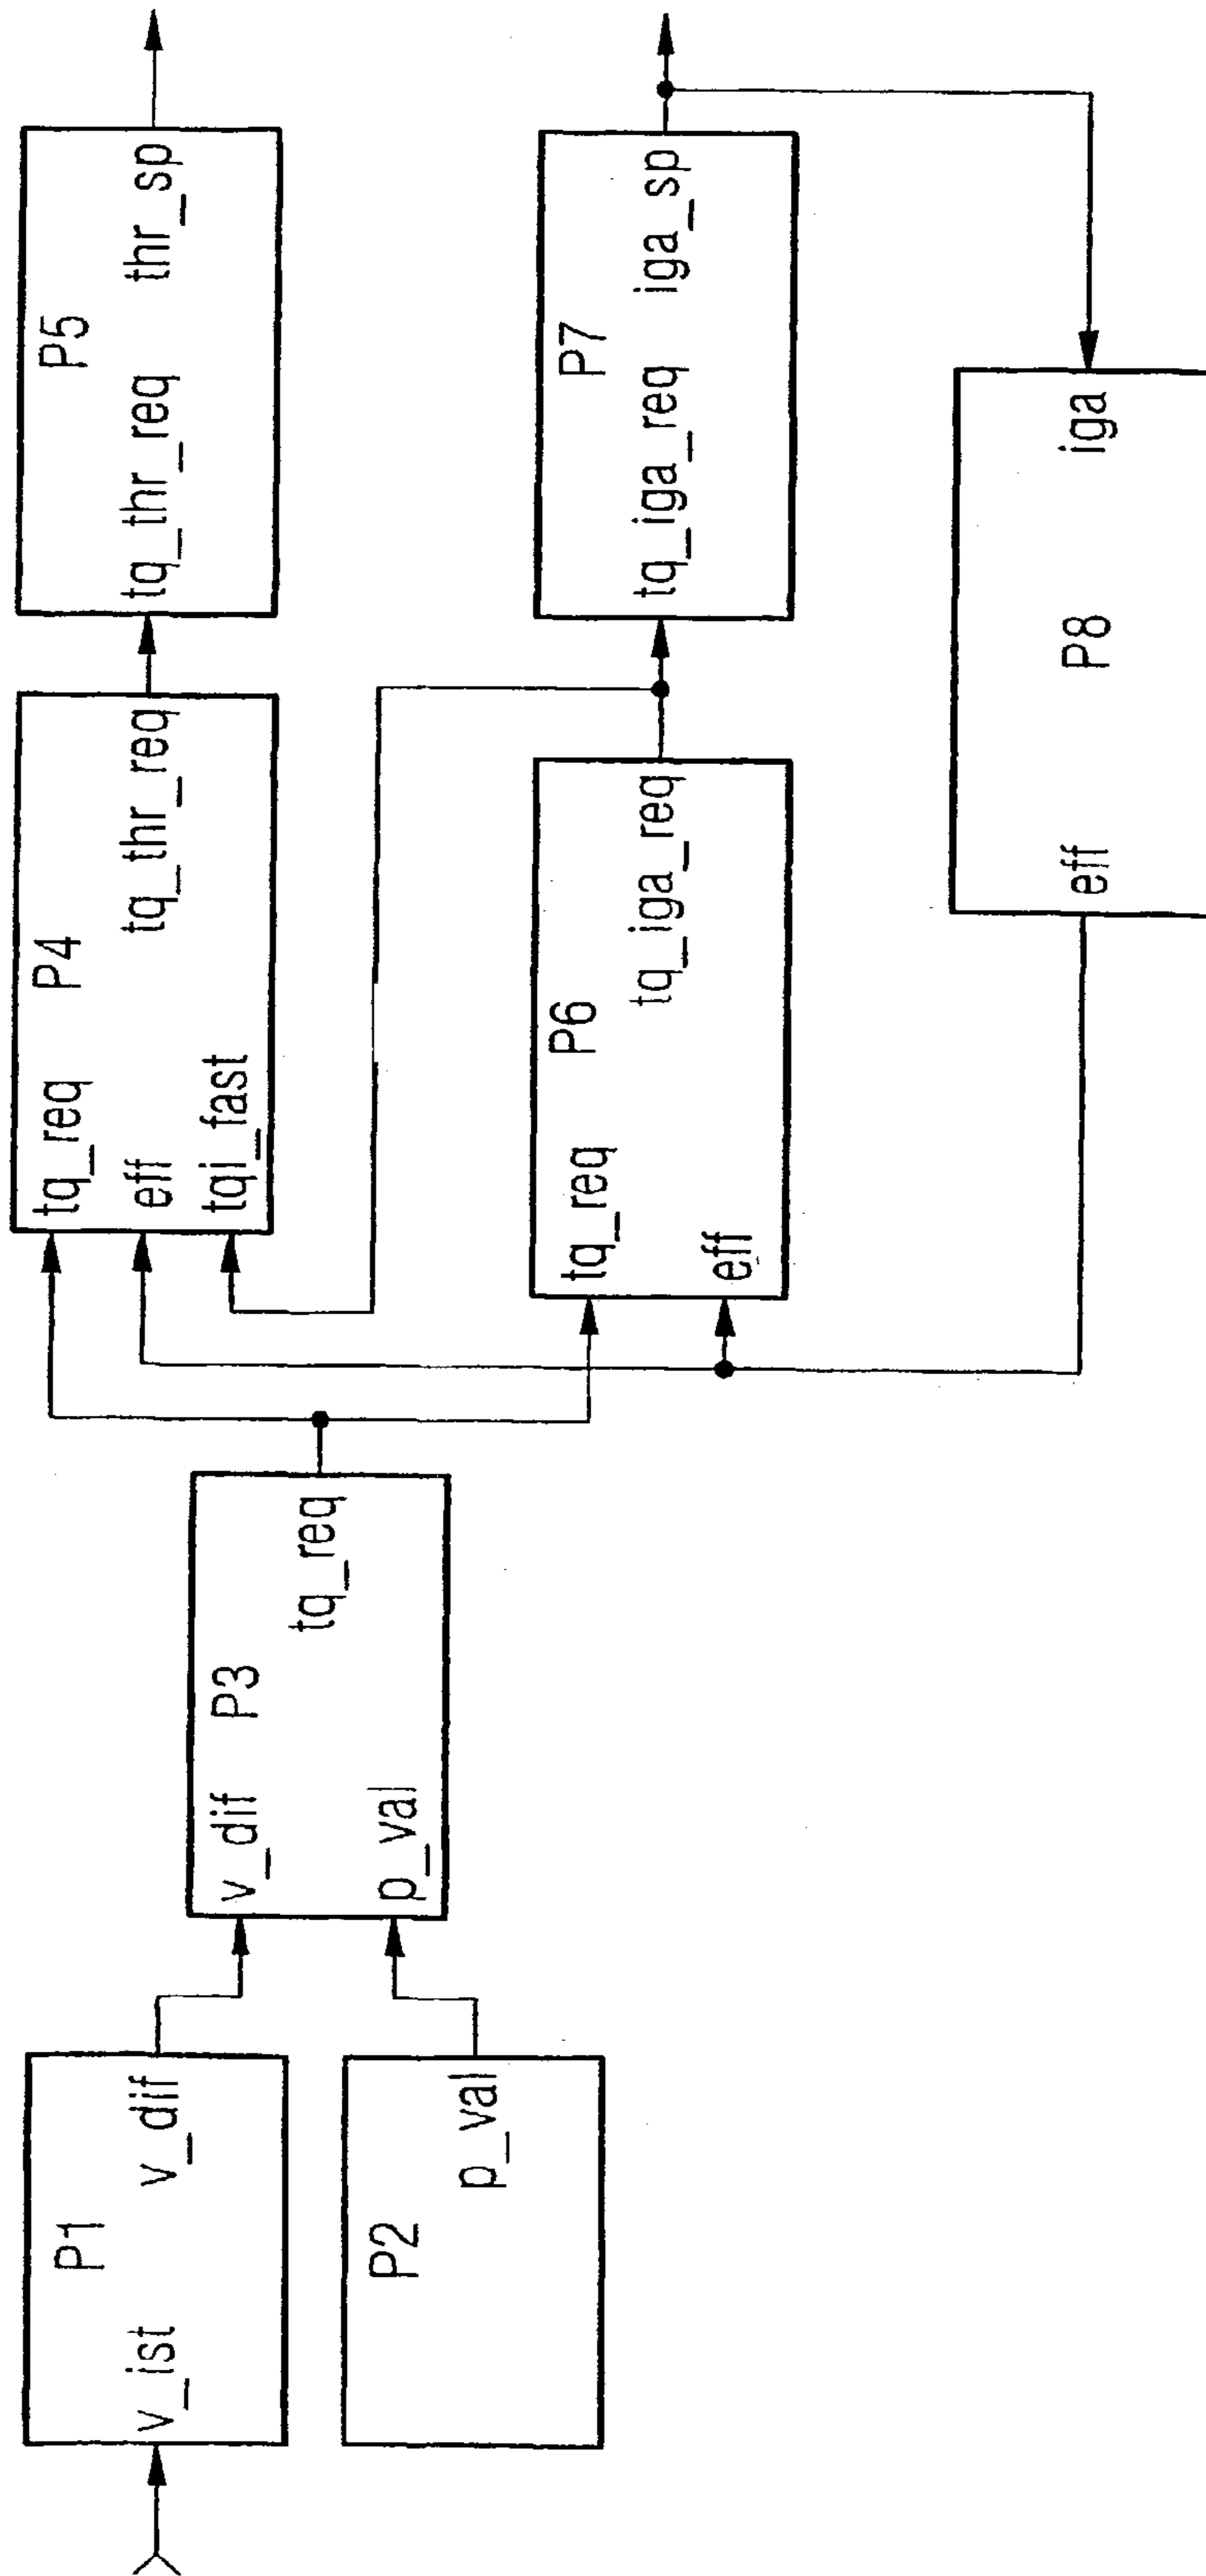 P1
v_ist
v_dif
P2
p_val
P3
v_dif
p_val
tq_req
P4
tq_req
eff
tqi_fast
tq_thr_req
P5
tq_thr_req
thr_sp
P6
tq_req
eff
tq_iga_req
P7
tq_iga_req
iga_sp
P8
eff
iga